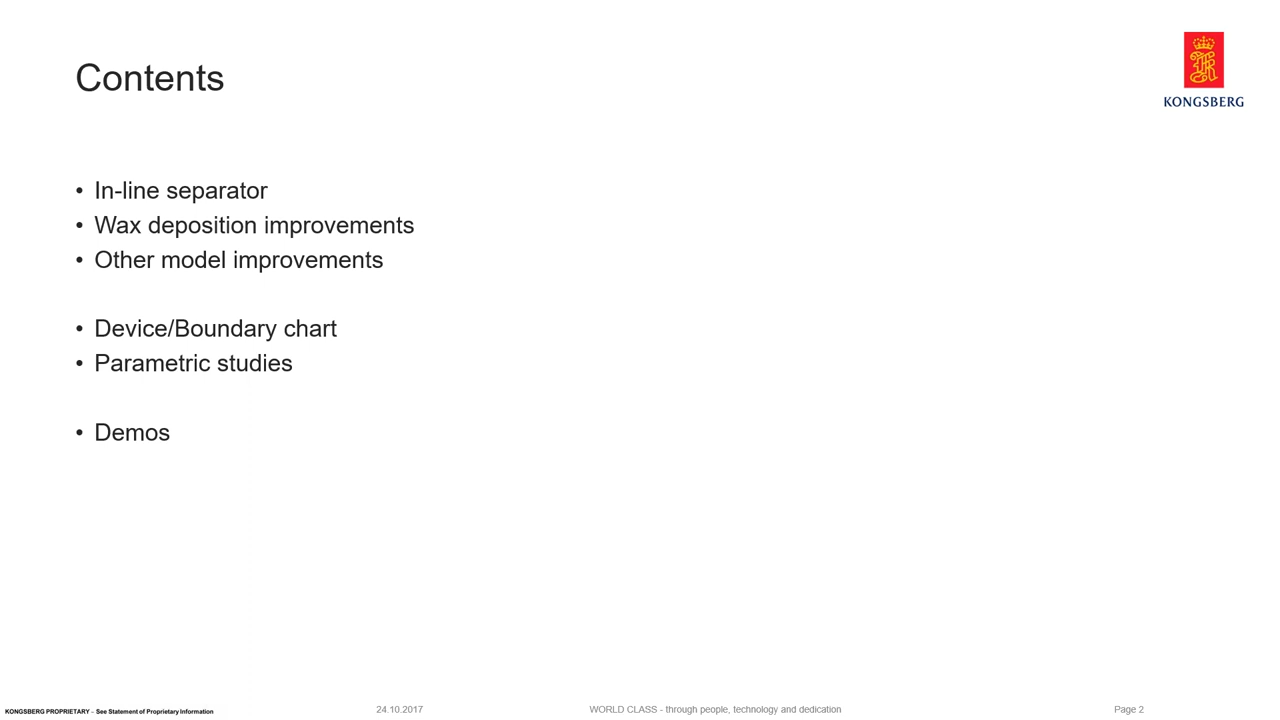 Contents
KONGSBERG
• In-line separator
• Wax deposition improvements
• Other model improvements
• Device/Boundary chart
• Parametric studies
• Demos
KONGSBERG PROPRIETARY – See Statement of Proprietary Information
24.10.2017
WORLD CLASS - through people, technology and dedication
Page 2